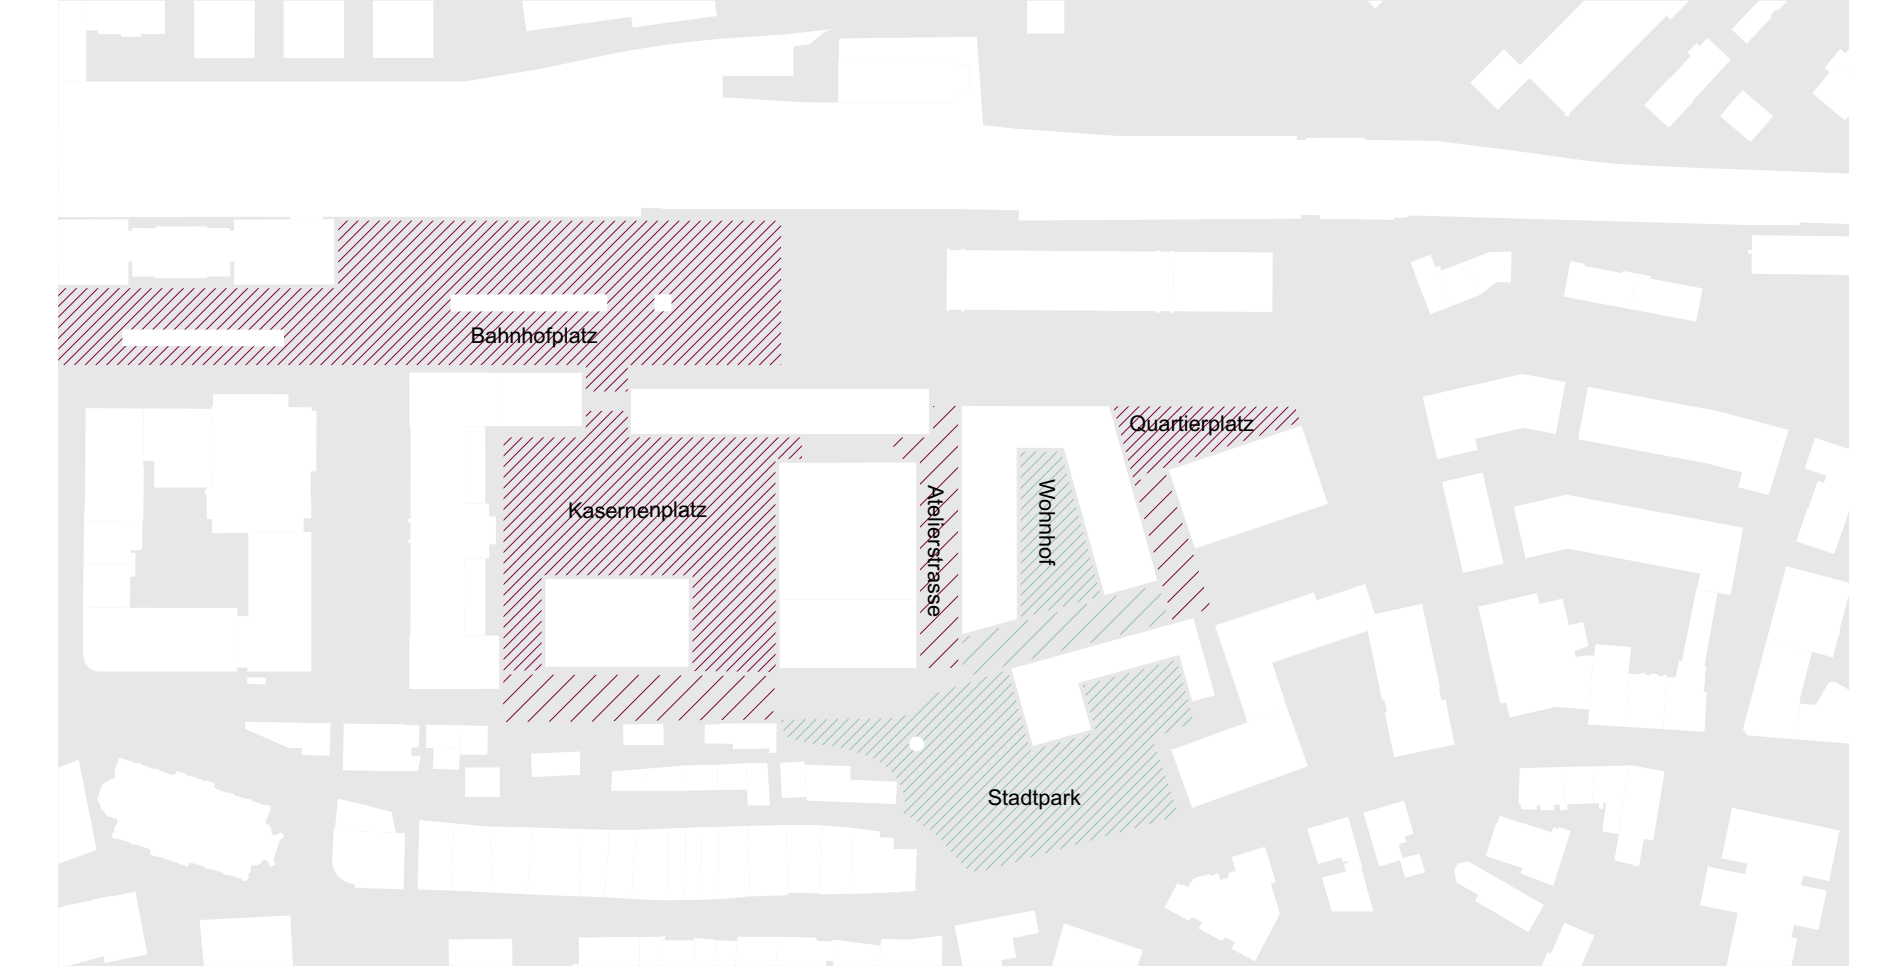 Bahnhofplatz
Quartierplatz
Kasernenplatz
Atelierstrasse
Wohnhof
Stadtpark